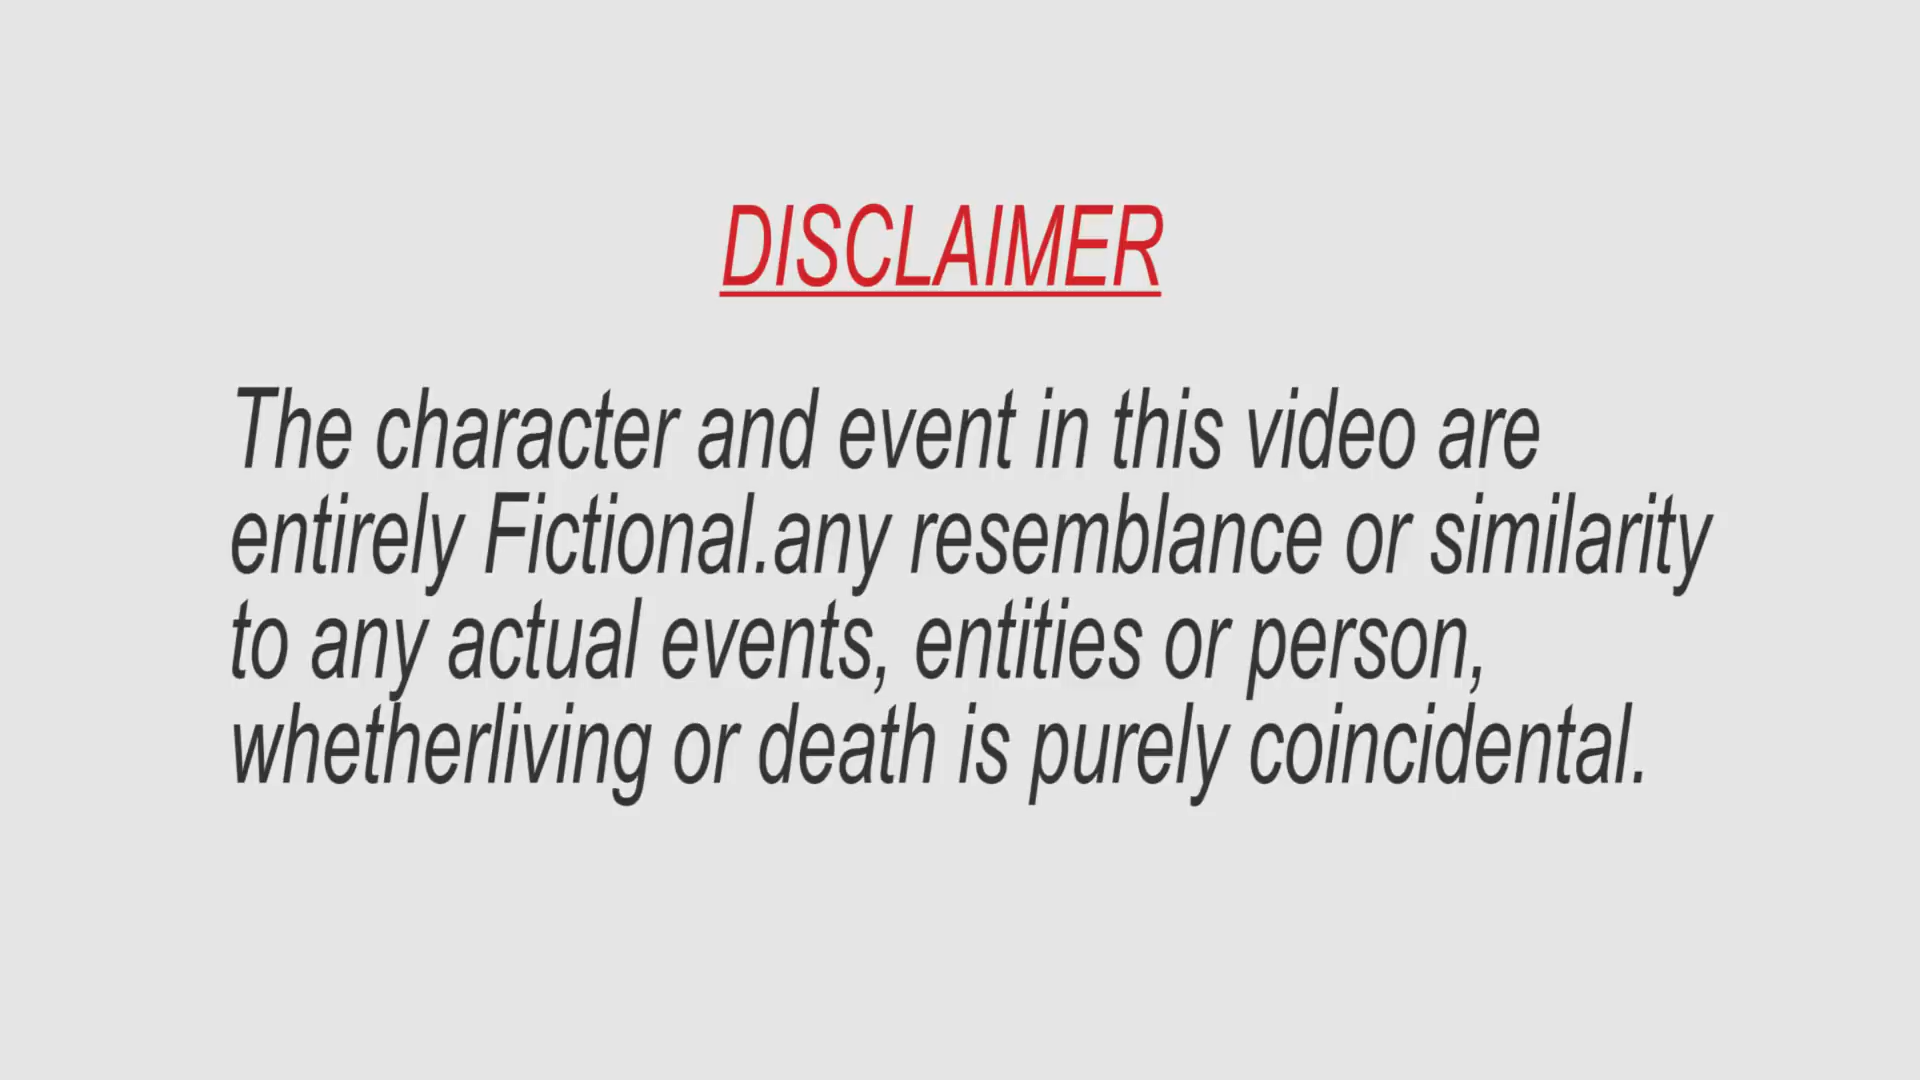 DISCLAIMER
The character and event in this video are
entirely Fictional.any resemblance or similarity
to any actual events, entities or person,
whetherliving or death is purely coincidental.